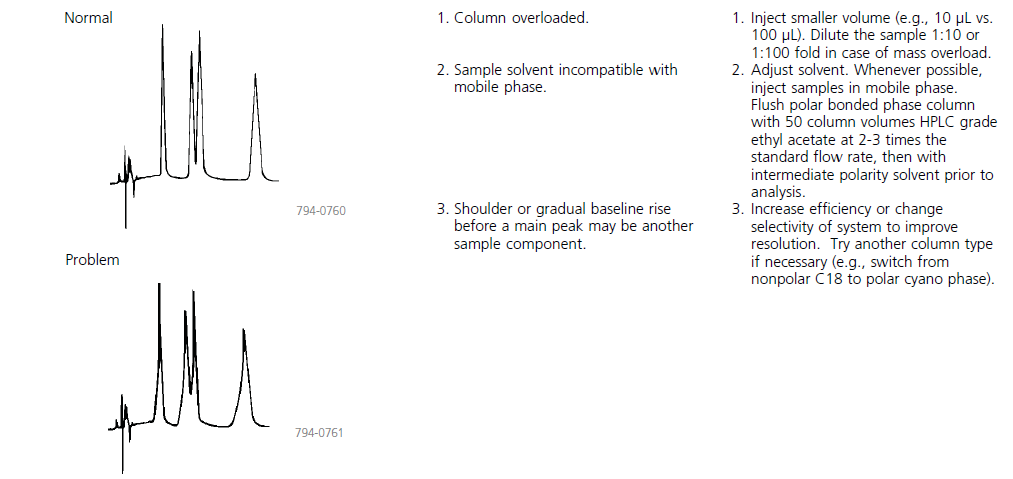 Normal
794-0760
Problem
794-0761
1. Column overloaded.
2. Sample solvent incompatible with
mobile phase.
3. Shoulder or gradual baseline rise
before a main peak may be another
sample component.
1. Inject smaller volume (e.g., 10 µL vs.
100 µL). Dilute the sample 1:10 or
1:100 fold in case of mass overload.
2. Adjust solvent. Whenever possible,
inject samples in mobile phase.
Flush polar bonded phase column
with 50 column volumes HPLC grade
ethyl acetate at 2-3 times the
standard flow rate, then with
intermediate polarity solvent prior to
analysis.
3. Increase efficiency or change
selectivity of system to improve
resolution.  Try another column type
if necessary (e.g., switch from
nonpolar C18 to polar cyano phase).